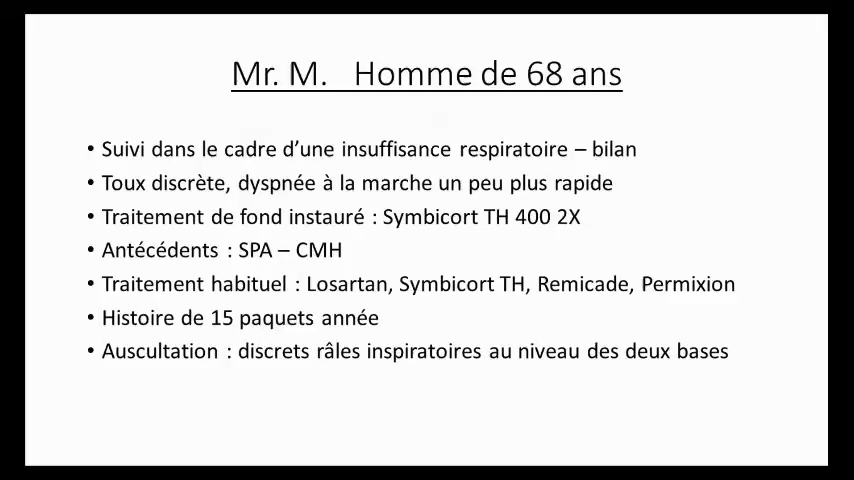 Mr. M. Homme de 68 ans
• Suivi dans le cadre d’une insuffisance respiratoire – bilan
• Toux discrète, dyspnée à la marche un peu plus rapide
• Traitement de fond instauré : Symbicort TH 400 2X
• Antécédents : SPA – CMH
• Traitement habituel : Losartan, Symbicort TH, Remicade, Permixion
• Histoire de 15 paquets année
• Auscultation : discrets râles inspiratoires au niveau des deux bases